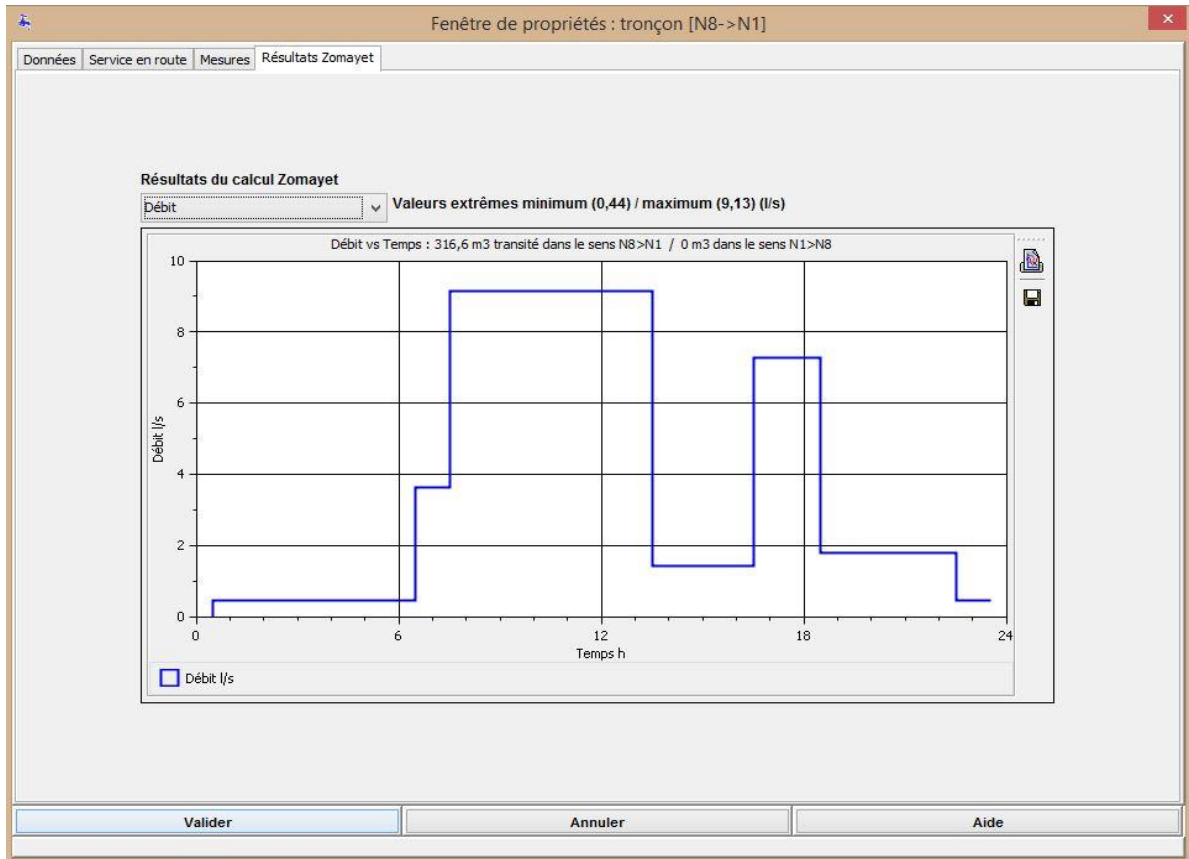 Fenêtre de propriétés : tronçon [N8->N1]
Données Service en route Mesures Résultats Zomayet
Résultats du calcul Zomayet
Débit Valeurs extrêmes minimum (0,44) / maximum (9,13) (l/s)
Débit vs Temps : 316,6 m3 transité dans le sens N8>N1 / 0 m3 dans le sens N1>N8
10
8
6
4
2
0
Débit l/s
0 6 12 18 24
Temps h
Débit l/s
Valider Annuler Aide